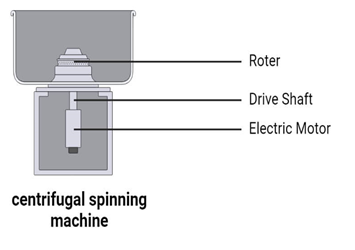 Roter
Drive Shaft
Electric Motor
centrifugal spinning
machine